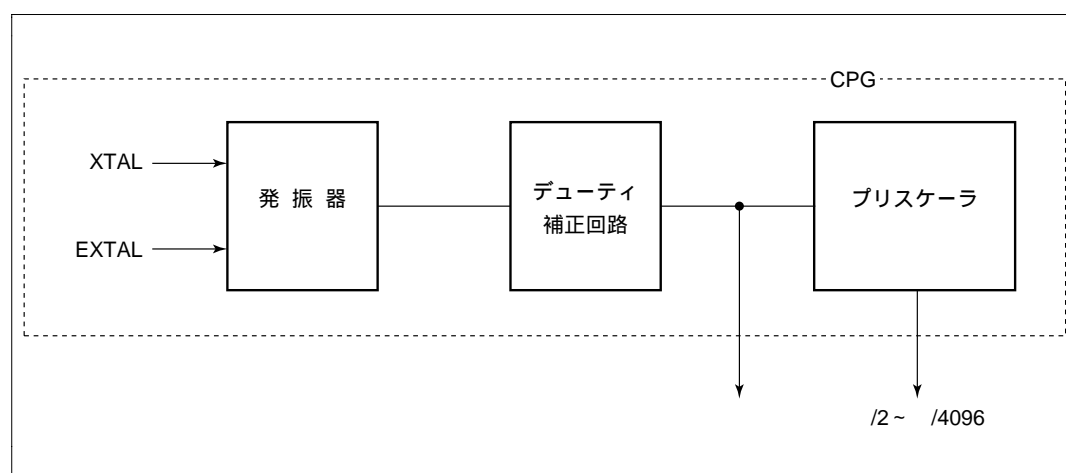 CPG
XTAL
EXTAL
発 振 器
デューティ
補正回路
プリスケーラ
/2～ /4096